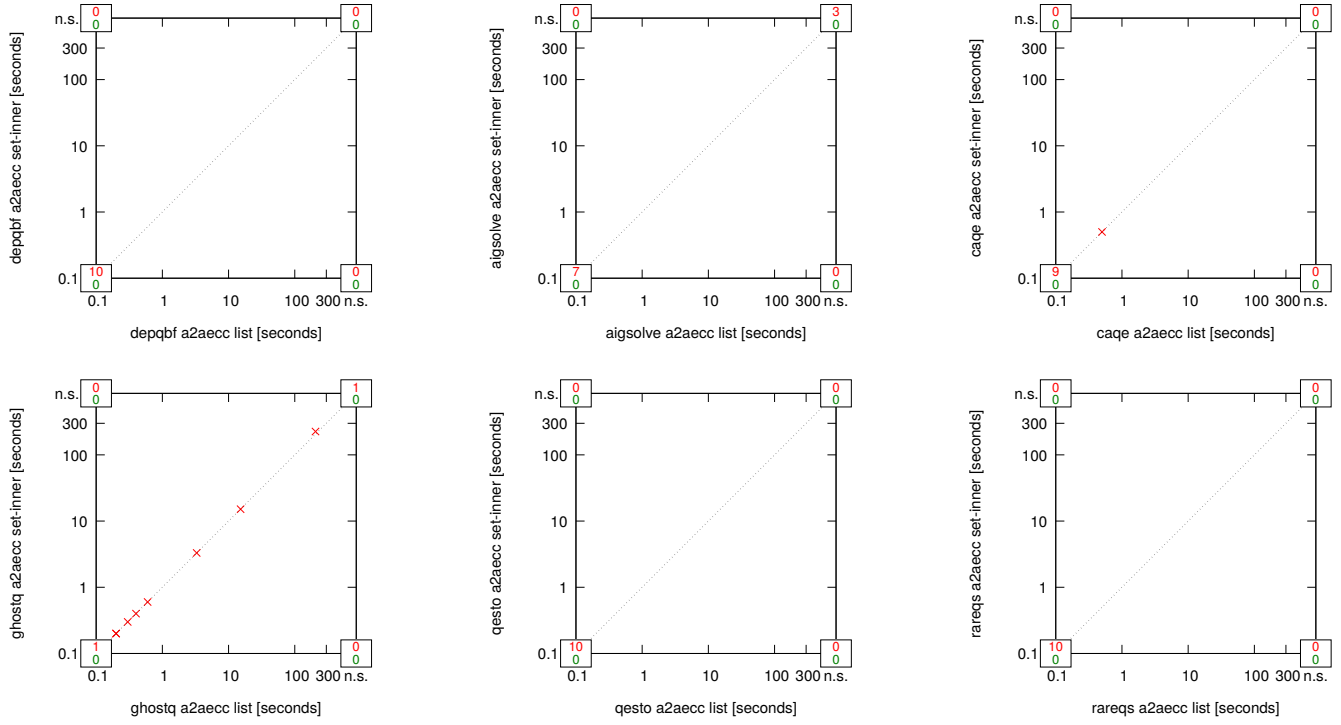 n.s. 0 0
0 0
300
100
10
1
0.1 10 0
0 0
0.1 1 10 100 300 n.s.
depqbf a2aecc set-inner [seconds]
depqbf a2aecc list [seconds]
n.s. 0 3
0 0
300
100
10
1
0.1 7 0
0 0
0.1 1 10 100 300 n.s.
aigsolve a2aecc set-inner [seconds]
aigsolve a2aecc list [seconds]
n.s. 0 0
0 0
300
100
10
1
0.1 9 0
0 0
0.1 1 10 100 300 n.s.
caqe a2aecc set-inner [seconds]
caqe a2aecc list [seconds]
n.s. 0 1
0 0
300
100
10
1
0.1 1 0
0 0
0.1 1 10 100 300 n.s.
ghostq a2aecc set-inner [seconds]
ghostq a2aecc list [seconds]
n.s. 0 0
0 0
300
100
10
1
0.1 10 0
0 0
0.1 1 10 100 300 n.s.
qesto a2aecc set-inner [seconds]
qesto a2aecc list [seconds]
n.s. 0 0
0 0
300
100
10
1
0.1 10 0
0 0
0.1 1 10 100 300 n.s.
rareqs a2aecc set-inner [seconds]
rareqs a2aecc list [seconds]